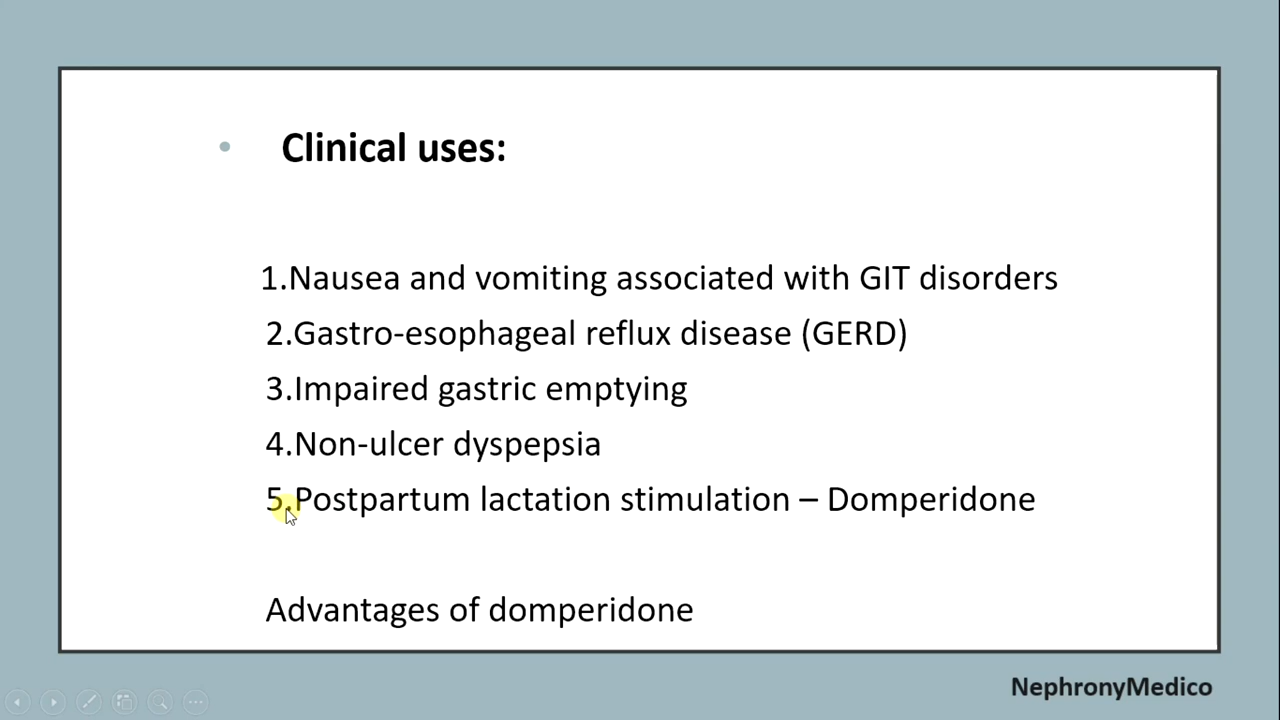 • Clinical uses:
1.Nausea and vomiting associated with GIT disorders
2.Gastro-esophageal reflux disease (GERD)
3.Impaired gastric emptying
4.Non-ulcer dyspepsia
5.Postpartum lactation stimulation – Domperidone
Advantages of domperidone
NephronyMedico